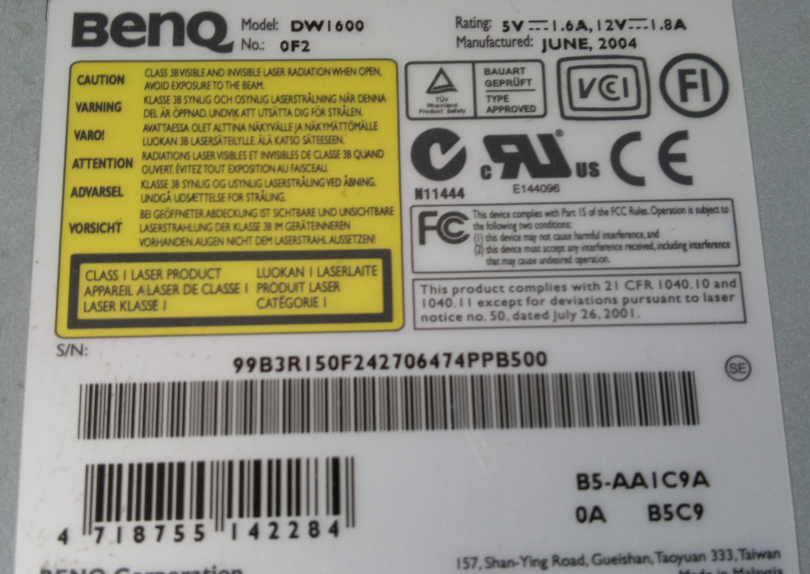 BenQ Model: DW1600
No.: 0F2
Rating: 5V⎓1.6A, 12V⎓1.8A
Manufactured: JUNE, 2004
CAUTION CLASS 3B VISIBLE AND INVISIBLE LASER RADIATION WHEN OPEN,
AVOID EXPOSURE TO THE BEAM.
VARNING KLASSE 3B SYNLIG OCH OSYNLIG LASERSTRÅLNING NÄR DENNA
DEL ÄR ÖPPNAD. UNDVIK ATT UTSÄTTA DIG FÖR STRÅLEN.
VARO! AVATTAESSA OLET ALTTINA NÄKYVÄLLE JA NÄKYMÄTTÖMÄLLE
LUOKAN 3B LASERSÄTEILYLLE. ÄLÄ KATSO SÄTEESEEN.
ATTENTION RADIATIONS LASER VISIBLES ET INVISIBLES DE CLASSE 3B QUAND
OUVERT. ÉVITEZ TOUT EXPOSITION AU FAISCEAU.
ADVARSEL KLASSE 3B SYNLIG OG USYNLIG LASERSTRÅLING VED ÅBNING.
UNDGÅ UDSÆTTELSE FOR STRÅLING.
VORSICHT BEI GEÖFFNETER ABDECKUNG IST SICHTBARE UND UNSICHTBARE
LASERSTRAHLUNG DER KLASSE 3B IM GERÄTEINNEREN
VORHANDEN. AUGEN NICHT DEM LASERSTRAHL AUSSETZEN!
CLASS 1 LASER PRODUCT LUOKAN 1 LASERLAITE
APPAREIL A LASER DE CLASSE 1 PRODUIT LASER
LASER KLASSE 1 CATÉGORIE 1
TÜV
Rheinland
Product Safety
BAUART
GEPRÜFT
TYPE
APPROVED
VCCI
FI
N11444
c RU us
E144096
CE
FC
This device complies with Part 15 of the FCC Rules. Operation is subject to
the following two conditions:
(1) this device may not cause harmful interference, and
(2) this device must accept any interference received, including interference
that may cause undesired operation.
This product complies with 21 CFR 1040.10 and
1040.11 except for deviations pursuant to laser
notice no. 50, dated July 26, 2001.
S/N:
99B3R150F242706474PPB500
SE
4 718755 142284
B5-AA1C9A
0A B5C9
BENQ Corporation
157, Shan-Ying Road, Gueishan, Taoyuan 333, Taiwan
Made in Malaysia